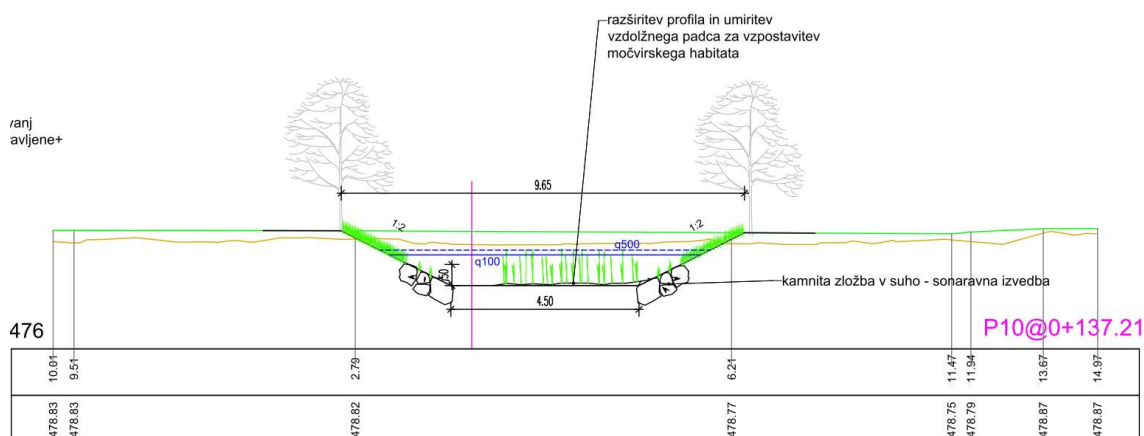 razširitev profila in umiritev
vzdolžnega padca za vzpostavitev
močvirskega habitata
vanj
avljene+
9.65
1:2
1:2
q500
q100
.50
4.50
kamnita zložba v suho - sonaravna izvedba
476
P10@0+137.21
10.01 9.51 2.79 6.21 11.47 11.94 13.67 14.97
478.83 478.83 478.82 478.77 478.75 478.79 478.87 478.87